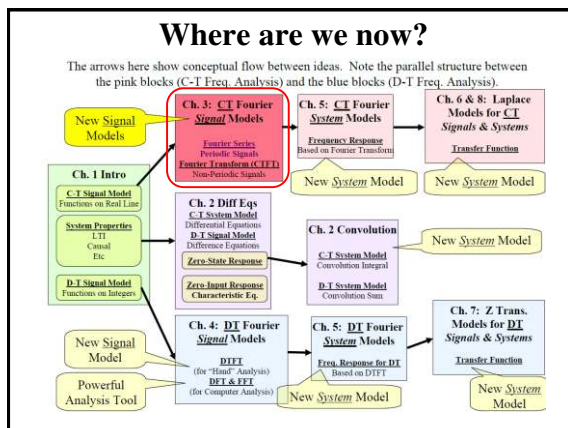 Where are we now?
The arrows here show conceptual flow between ideas. Note the parallel structure between
the pink blocks (C-T Freq. Analysis) and the blue blocks (D-T Freq. Analysis).
New Signal
Models
Ch. 3: CT Fourier
Signal Models
Fourier Series
Periodic Signals
Fourier Transform (CTFT)
Non-Periodic Signals
Ch. 5: CT Fourier
System Models
Frequency Response
Based on Fourier Transform
New System Model
Ch. 6 & 8: Laplace
Models for CT
Signals & Systems
Transfer Function
New System Model
Ch. 1 Intro
C-T Signal Model
Functions on Real Line
System Properties
LTI
Causal
Etc
D-T Signal Model
Functions on Integers
Ch. 2 Diff Eqs
C-T System Model
Differential Equations
D-T Signal Model
Difference Equations
Zero-State Response
Zero-Input Response
Characteristic Eq.
Ch. 2 Convolution
C-T System Model
Convolution Integral
D-T System Model
Convolution Sum
New System Model
New Signal
Model
Powerful
Analysis Tool
Ch. 4: DT Fourier
Signal Models
DTFT
(for "Hand" Analysis)
DFT & FFT
(for Computer Analysis)
Ch. 5: DT Fourier
System Models
Freq. Response for DT
Based on DTFT
New System Model
Ch. 7: Z Trans.
Models for DT
Signals & Systems
Transfer Function
New System
Model